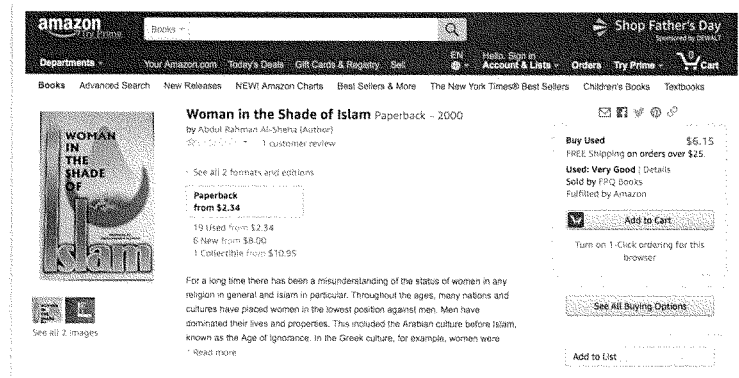 amazon
Try Prime
Books
Shop Father's Day
Sponsored by DEWALT
Departments
Your Amazon.com Today's Deals Gift Cards & Registry Sell
EN
Hello. Sign in
Account & Lists
Orders Try Prime
0
Cart
Books Advanced Search New Releases NEW! Amazon Charts Best Sellers & More The New York Times® Best Sellers Children's Books Textbooks
WOMAN
IN
THE
SHADE
OF
Islam
See all 2 images
Woman in the Shade of Islam Paperback – 2000
by Abdul Rahman Al-Sheha (Author)
1 customer review
See all 2 formats and editions
Paperback
from $2.34
19 Used from $2.34
6 New from $8.00
1 Collectible from $10.95
For a long time there has been a misunderstanding of the status of women in any
religion in general and Islam in particular. Throughout the ages, many nations and
cultures have placed women in the lowest position against men. Men have
dominated their lives and properties. This included the Arabian culture before Islam,
known as the Age of Ignorance. In the Greek culture, for example, women were
Read more
Buy Used $6.15
FREE Shipping on orders over $25.
Used: Very Good | Details
Sold by FPQ Books
Fulfilled by Amazon
Add to Cart
Turn on 1-Click ordering for this
browser
See All Buying Options
Add to List